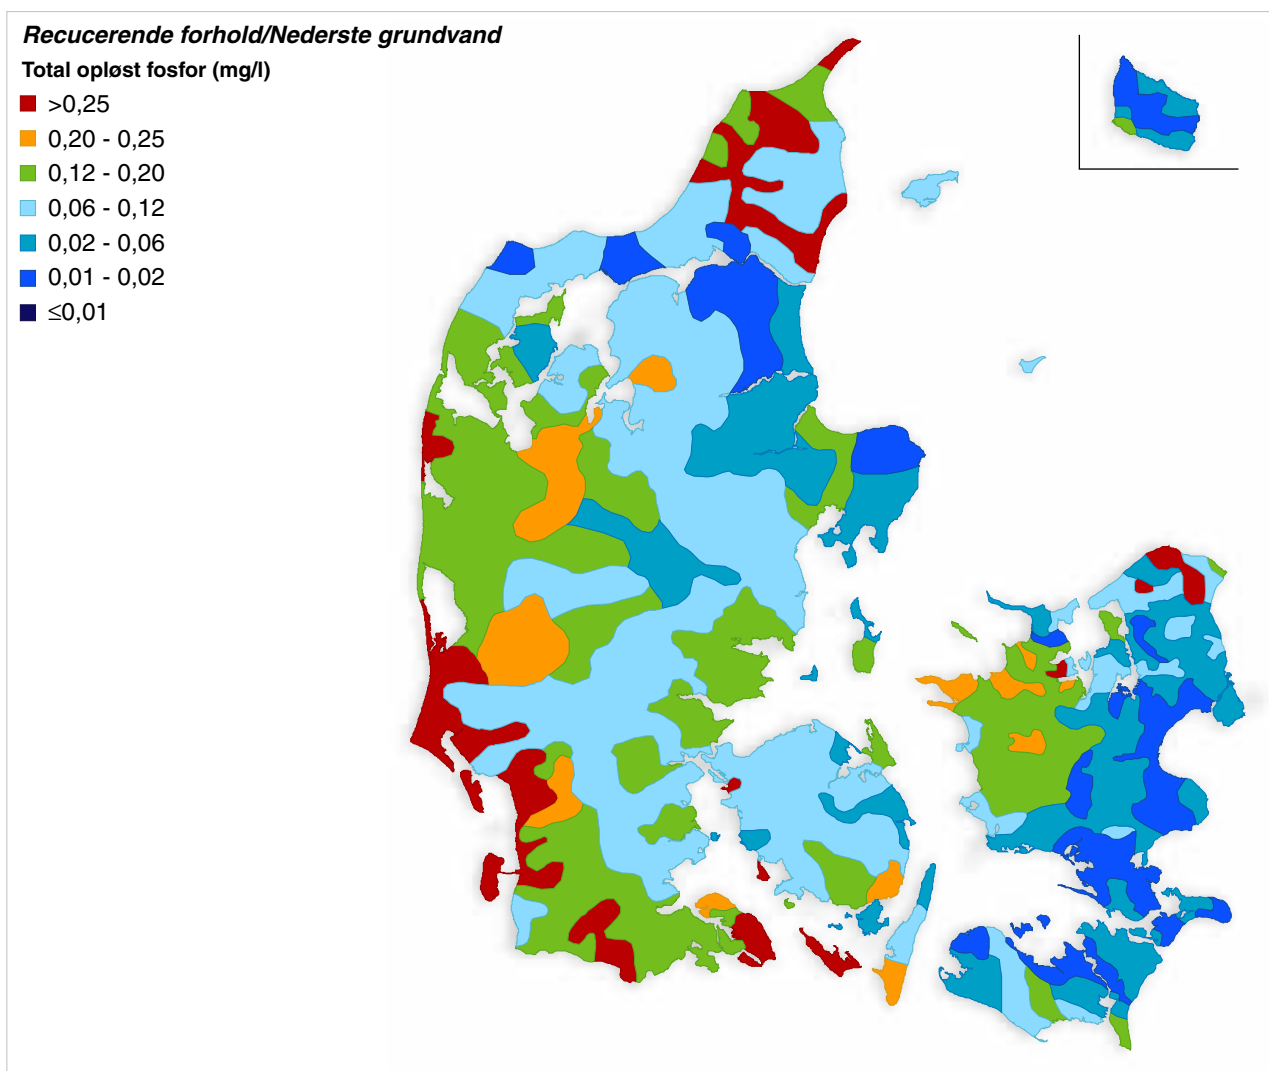 Recucerende forhold/Nederste grundvand
Total opløst fosfor (mg/l)
>0,25
0,20 - 0,25
0,12 - 0,20
0,06 - 0,12
0,02 - 0,06
0,01 - 0,02
≤0,01